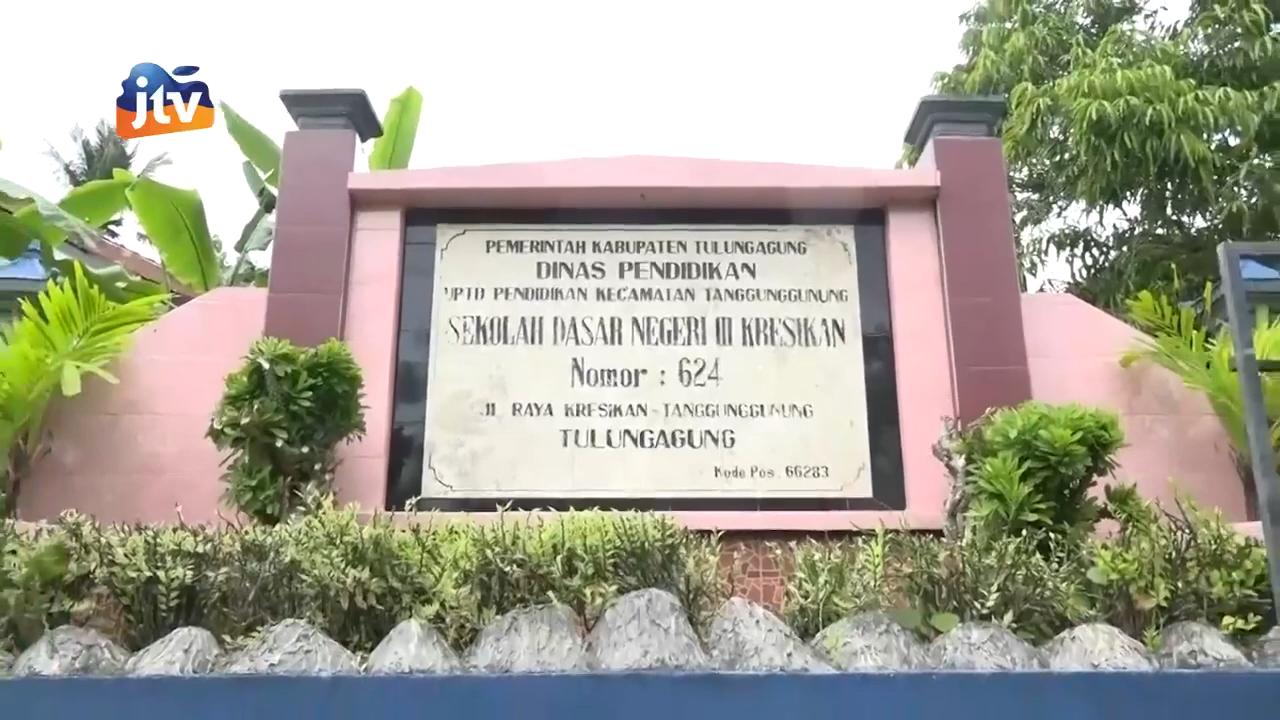 jtv
PEMERINTAH KABUPATEN TULUNGAGUNG
DINAS PENDIDIKAN
UPTD PENDIDIKAN KECAMATAN TANGGUNGGUNUNG
SEKOLAH DASAR NEGERI III KRESIKAN
Nomor : 624
JL RAYA KRESIKAN - TANGGUNGGUNUNG
TULUNGAGUNG
Kode Pos. 66283